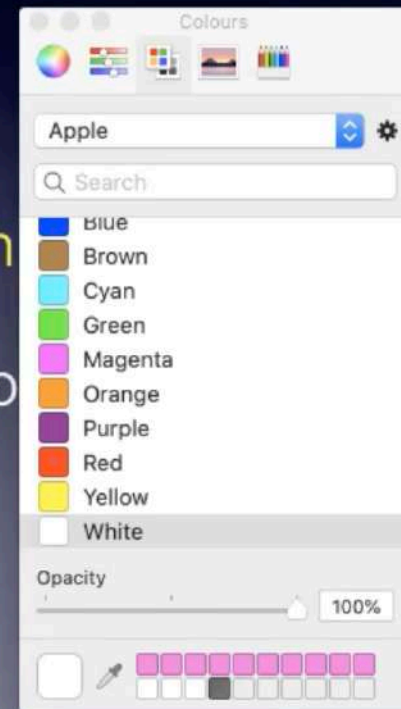 Colours
Apple
Search
Blue
Brown
Cyan
Green
Magenta
Orange
Purple
Red
Yellow
White
Opacity
100%